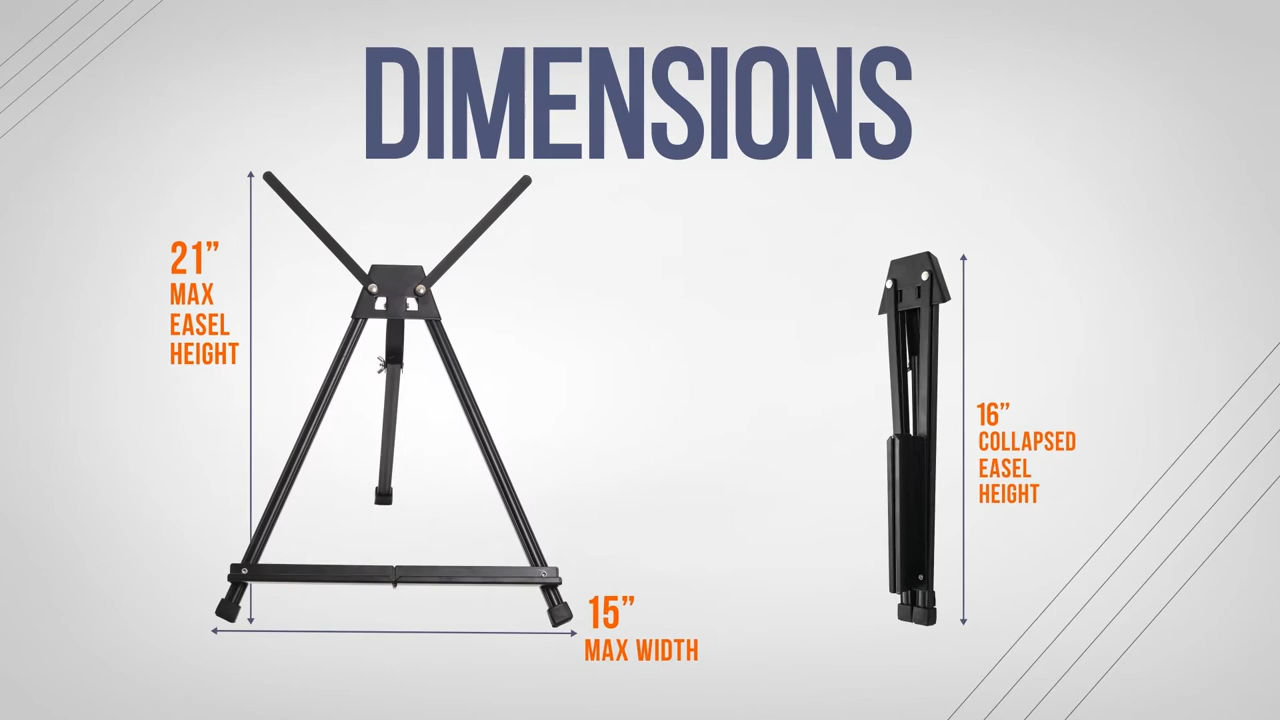 DIMENSIONS
21”
MAX
EASEL
HEIGHT
16”
COLLAPSED
EASEL
HEIGHT
15”
MAX WIDTH